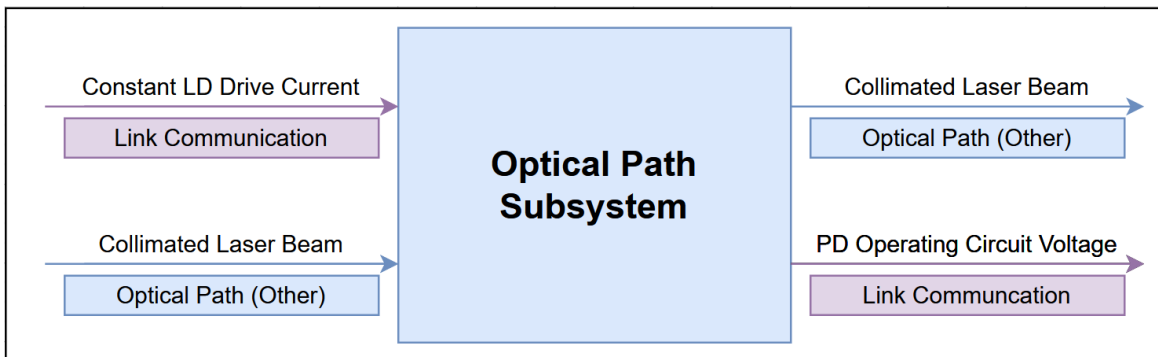 Constant LD Drive Current
Link Communication
Collimated Laser Beam
Optical Path (Other)
Optical Path
Subsystem
Collimated Laser Beam
Optical Path (Other)
PD Operating Circuit Voltage
Link Communcation